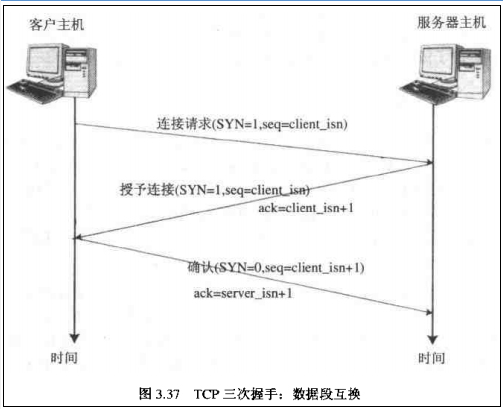 客户主机
服务器主机
连接请求(SYN=1,seq=client_isn)
授予连接(SYN=1,seq=client_isn)
ack=client_isn+1
确认(SYN=0,seq=client_isn+1)
ack=server_isn+1
时间
时间
图 3.37 TCP 三次握手：数据段互换